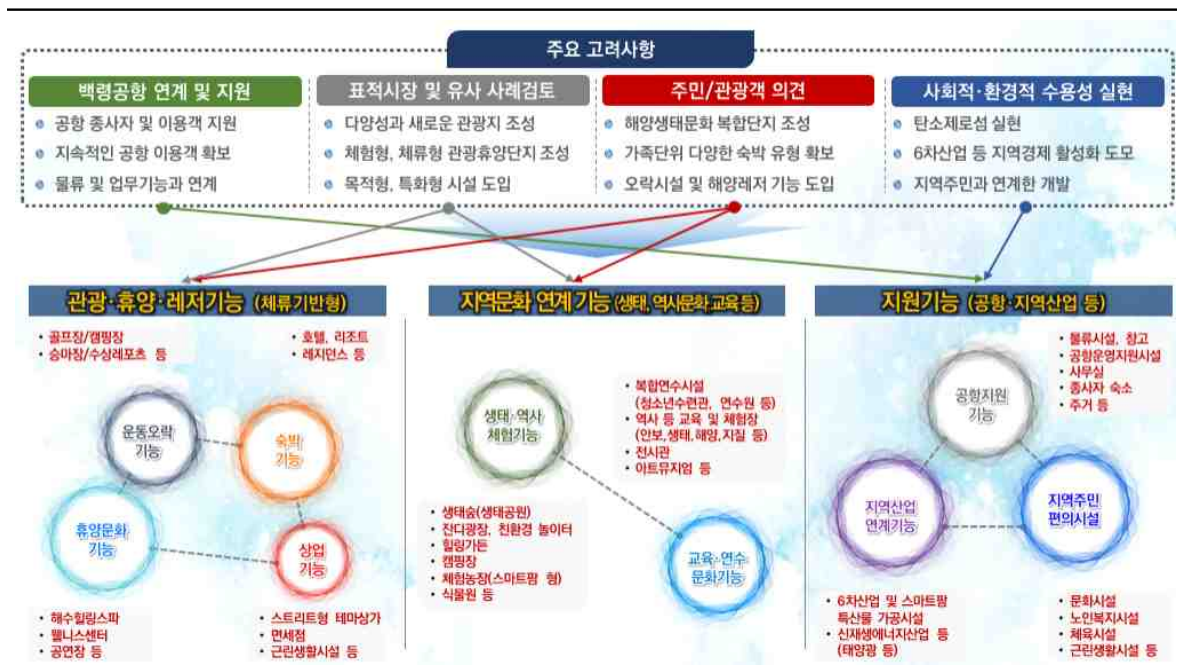 주요 고려사항
백령공항 연계 및 지원
공항 종사자 및 이용객 지원
지속적인 공항 이용객 확보
물류 및 업무기능과 연계
표적시장 및 유사 사례검토
다양성과 새로운 관광지 조성
체험형, 체류형 관광휴양단지 조성
목적형, 특화형 시설 도입
주민/관광객 의견
해양생태문화 복합단지 조성
가족단위 다양한 숙박 유형 확보
오락시설 및 해양레저 기능 도입
사회적·환경적 수용성 실현
탄소제로섬 실현
6차산업 등 지역경제 활성화 도모
지역주민과 연계한 개발
관광·휴양·레저기능 (체류기반형)
• 골프장/캠핑장
• 승마장/수상레포츠 등
• 호텔, 리조트
• 레지던스 등
운동오락
기능
숙박
기능
휴양문화
기능
상업
기능
• 해수힐링스파
• 웰니스센터
• 공연장 등
• 스트리트형 테마상가
• 면세점
• 근린생활시설 등
지역문화 연계 기능 (생태, 역사문화,교육 등)
생태·역사
체험기능
• 복합연수시설
(청소년수련관, 연수원 등)
• 역사 등 교육 및 체험장
(안보,생태,해양,지질 등)
• 전시관
• 아트뮤지엄 등
• 생태숲(생태공원)
• 잔디광장, 친환경 놀이터
• 힐링가든
• 캠핑장
• 체험농장(스마트팜 형)
• 식물원 등
교육·연수
문화기능
지원기능 (공항·지역산업 등)
• 물류시설, 창고
• 공항운영지원시설
• 사무실
• 종사자 숙소
• 주거 등
공항지원
기능
지역산업
연계기능
지역주민
편의시설
• 6차산업 및 스마트팜
특산물 가공시설
• 신재생에너지산업 등
(태양광 등)
• 문화시설
• 노인복지시설
• 체육시설
• 근린생활시설 등